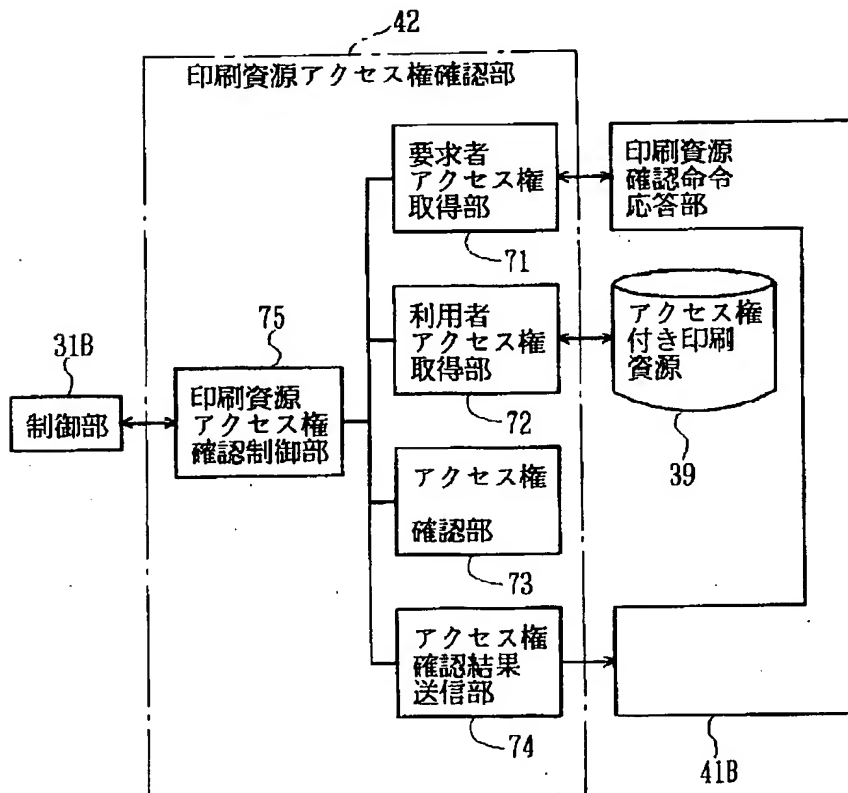 42
印刷資源アクセス権確認部
要求者
アクセス権
取得部
71
印刷資源
確認命令
応答部
利用者
アクセス権
取得部
72
アクセス権
付き印刷
資源
39
31B
制御部
75
印刷資源
アクセス権
確認制御部
アクセス権
確認部
73
アクセス権
確認結果
送信部
74
41B